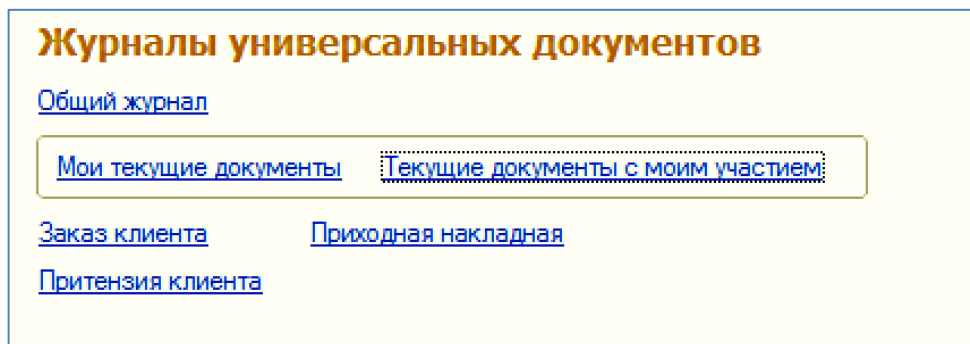 Журналы универсальных документов
Общий журнал
Мои текущие документы Текущие документы с моим участием
Заказ клиента Приходная накладная
Притензия клиента